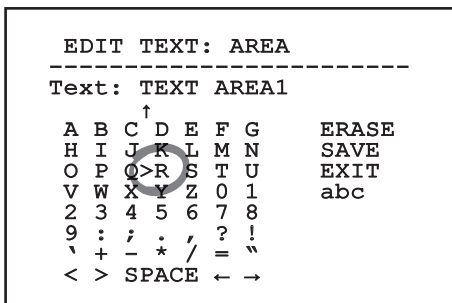 EDIT TEXT: AREA
------------------------
Text: TEXT AREA1
↑
A B C D E F G ERASE
H I J K L M N SAVE
O P Q>R S T U EXIT
V W X Y Z 0 1 abc
2 3 4 5 6 7 8
9 : ; . , ? !
‵ + - * / = ‶
< > SPACE ← →